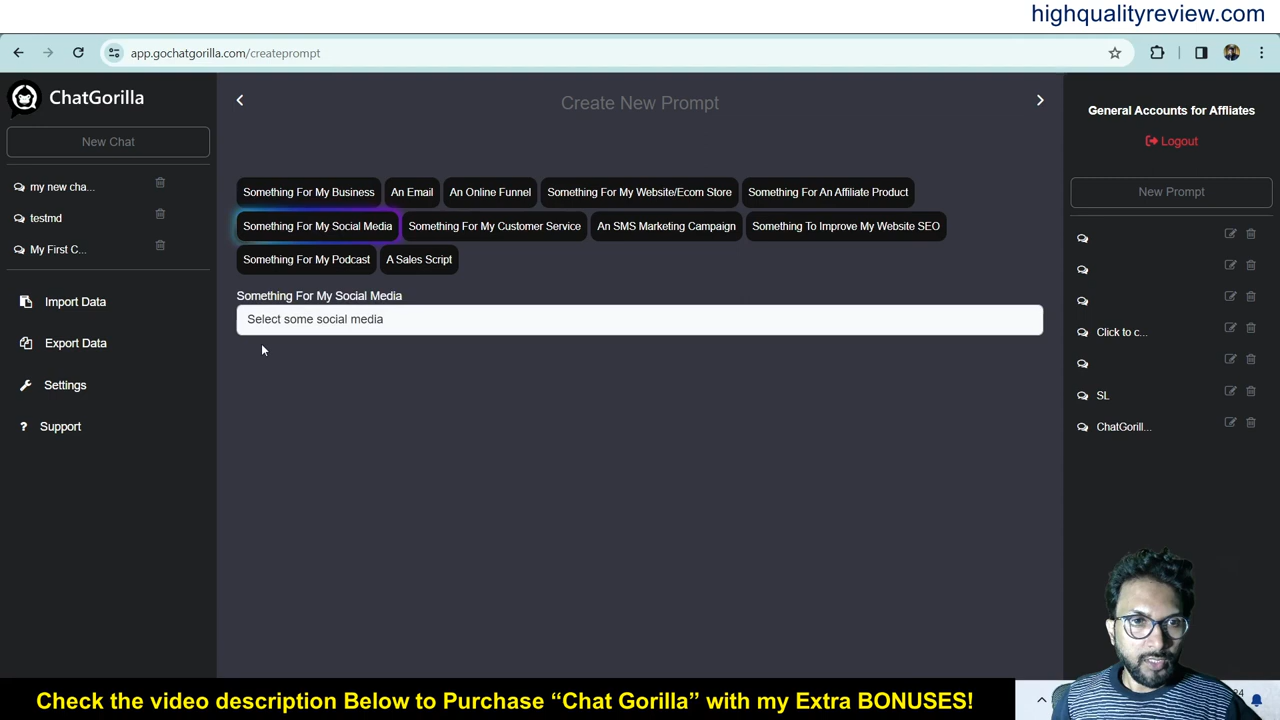 highqualityreview.com
app.gochatgorilla.com/createprompt
ChatGorilla
New Chat
my new cha...
testmd
My First C...
Import Data
Export Data
Settings
? Support
Create New Prompt
Something For My Business
An Email
An Online Funnel
Something For My Website/Ecom Store
Something For An Affiliate Product
Something For My Social Media
Something For My Customer Service
An SMS Marketing Campaign
Something To Improve My Website SEO
Something For My Podcast
A Sales Script
Something For My Social Media
Select some social media
General Accounts for Affliates
Logout
New Prompt
Click to c...
SL
ChatGorill...
Check the video description Below to Purchase “Chat Gorilla” with my Extra BONUSES!